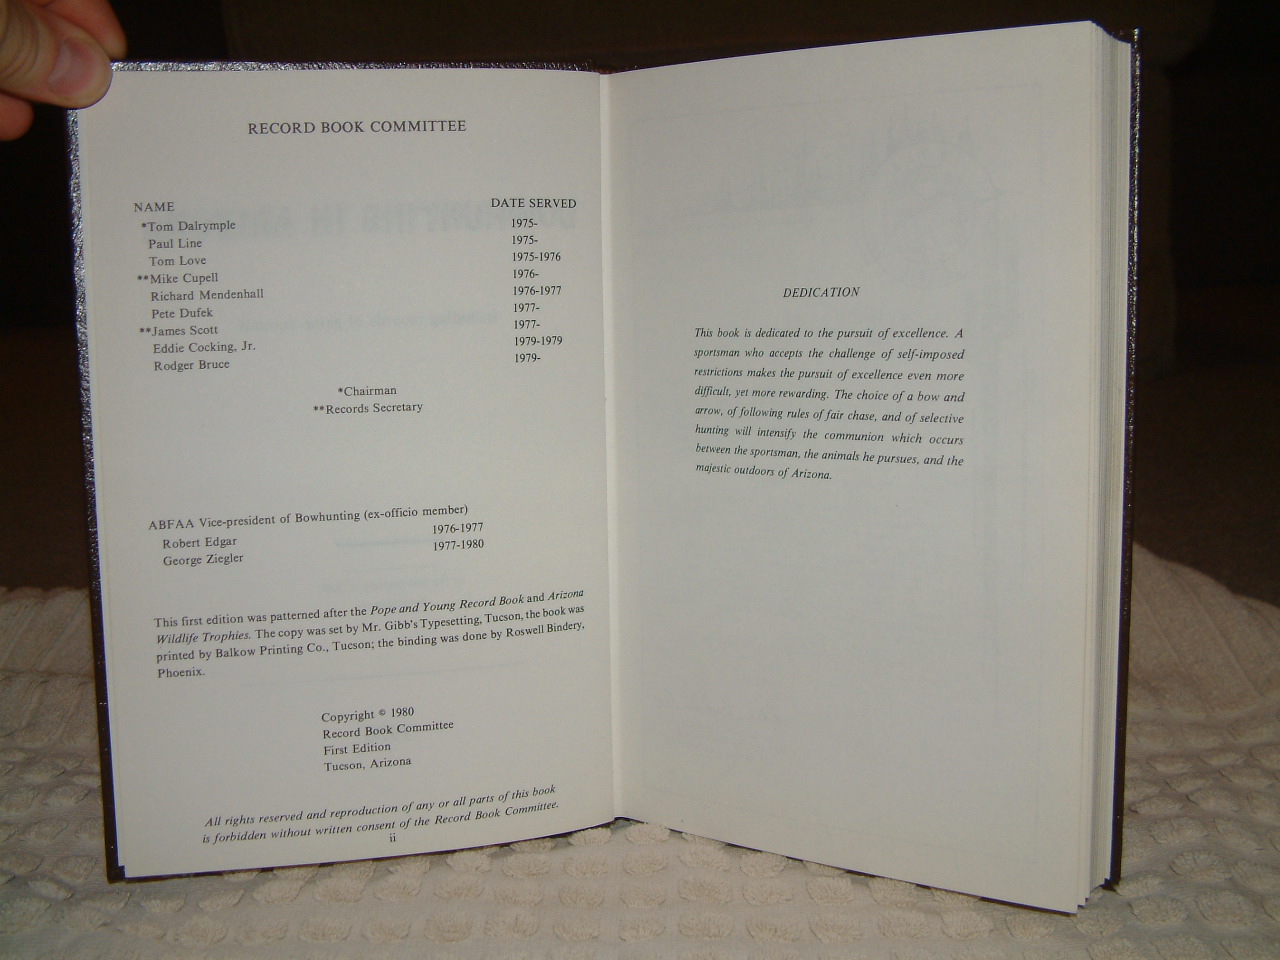 RECORD BOOK COMMITTEE
NAME DATE SERVED
*Tom Dalrymple 1975-
Paul Line 1975-
Tom Love 1975-1976
**Mike Cupell 1976-
Richard Mendenhall 1976-1977
Pete Dufek 1977-
**James Scott 1977-
Eddie Cocking, Jr. 1979-1979
Rodger Bruce 1979-
*Chairman
**Records Secretary
ABFAA Vice-president of Bowhunting (ex-officio member)
Robert Edgar 1976-1977
George Ziegler 1977-1980
This first edition was patterned after the Pope and Young Record Book and Arizona
Wildlife Trophies. The copy was set by Mr. Gibb's Typesetting, Tucson, the book was
printed by Balkow Printing Co., Tucson; the binding was done by Roswell Bindery,
Phoenix.
Copyright © 1980
Record Book Committee
First Edition
Tucson, Arizona
All rights reserved and reproduction of any or all parts of this book
is forbidden without written consent of the Record Book Committee.
ii
DEDICATION
This book is dedicated to the pursuit of excellence. A
sportsman who accepts the challenge of self-imposed
restrictions makes the pursuit of excellence even more
difficult, yet more rewarding. The choice of a bow and
arrow, of following rules of fair chase, and of selective
hunting will intensify the communion which occurs
between the sportsman, the animals he pursues, and the
majestic outdoors of Arizona.